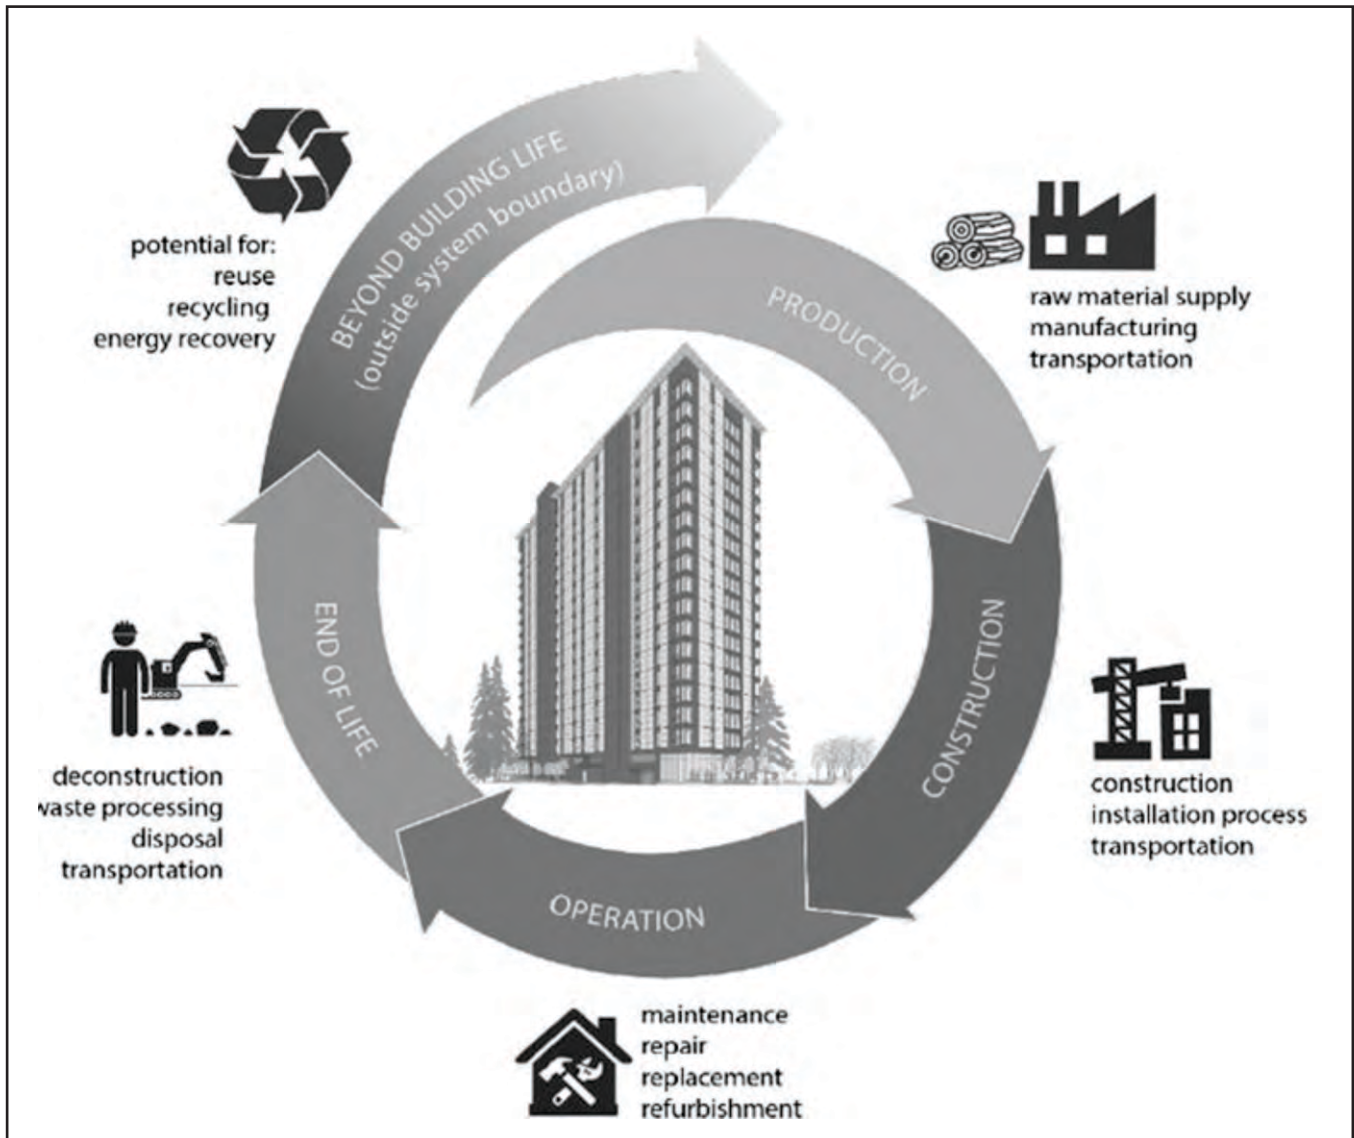 BEYOND BUILDING LIFE
(outside system boundary)
potential for:
reuse
recycling
energy recovery
PRODUCTION
raw material supply
manufacturing
transportation
CONSTRUCTION
construction
installation process
transportation
OPERATION
maintenance
repair
replacement
refurbishment
END OF LIFE
deconstruction
waste processing
disposal
transportation